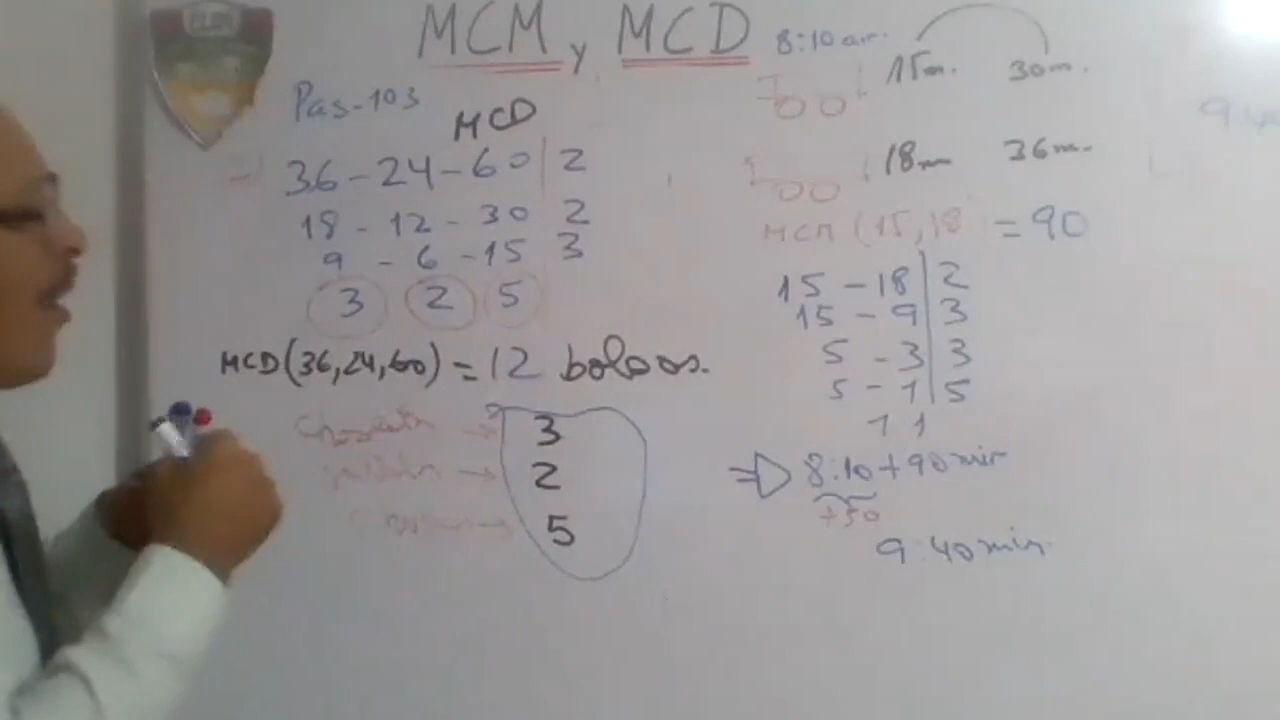 MCM y MCD
Pas-103
MCD
36 - 24 - 60 | 2
18 - 12 - 30 2
9 - 6 - 15 3
3 2 5
MCD(36,24,60) = 12
3
2
5
8:10 am.
15m. 30m.
18m 36m.
MCM (15,18 = 90
15 - 18 | 2
15 - 9 | 3
5 - 3 | 3
5 - 1 | 5
1 1
8:10 + 90 min
9:40 min